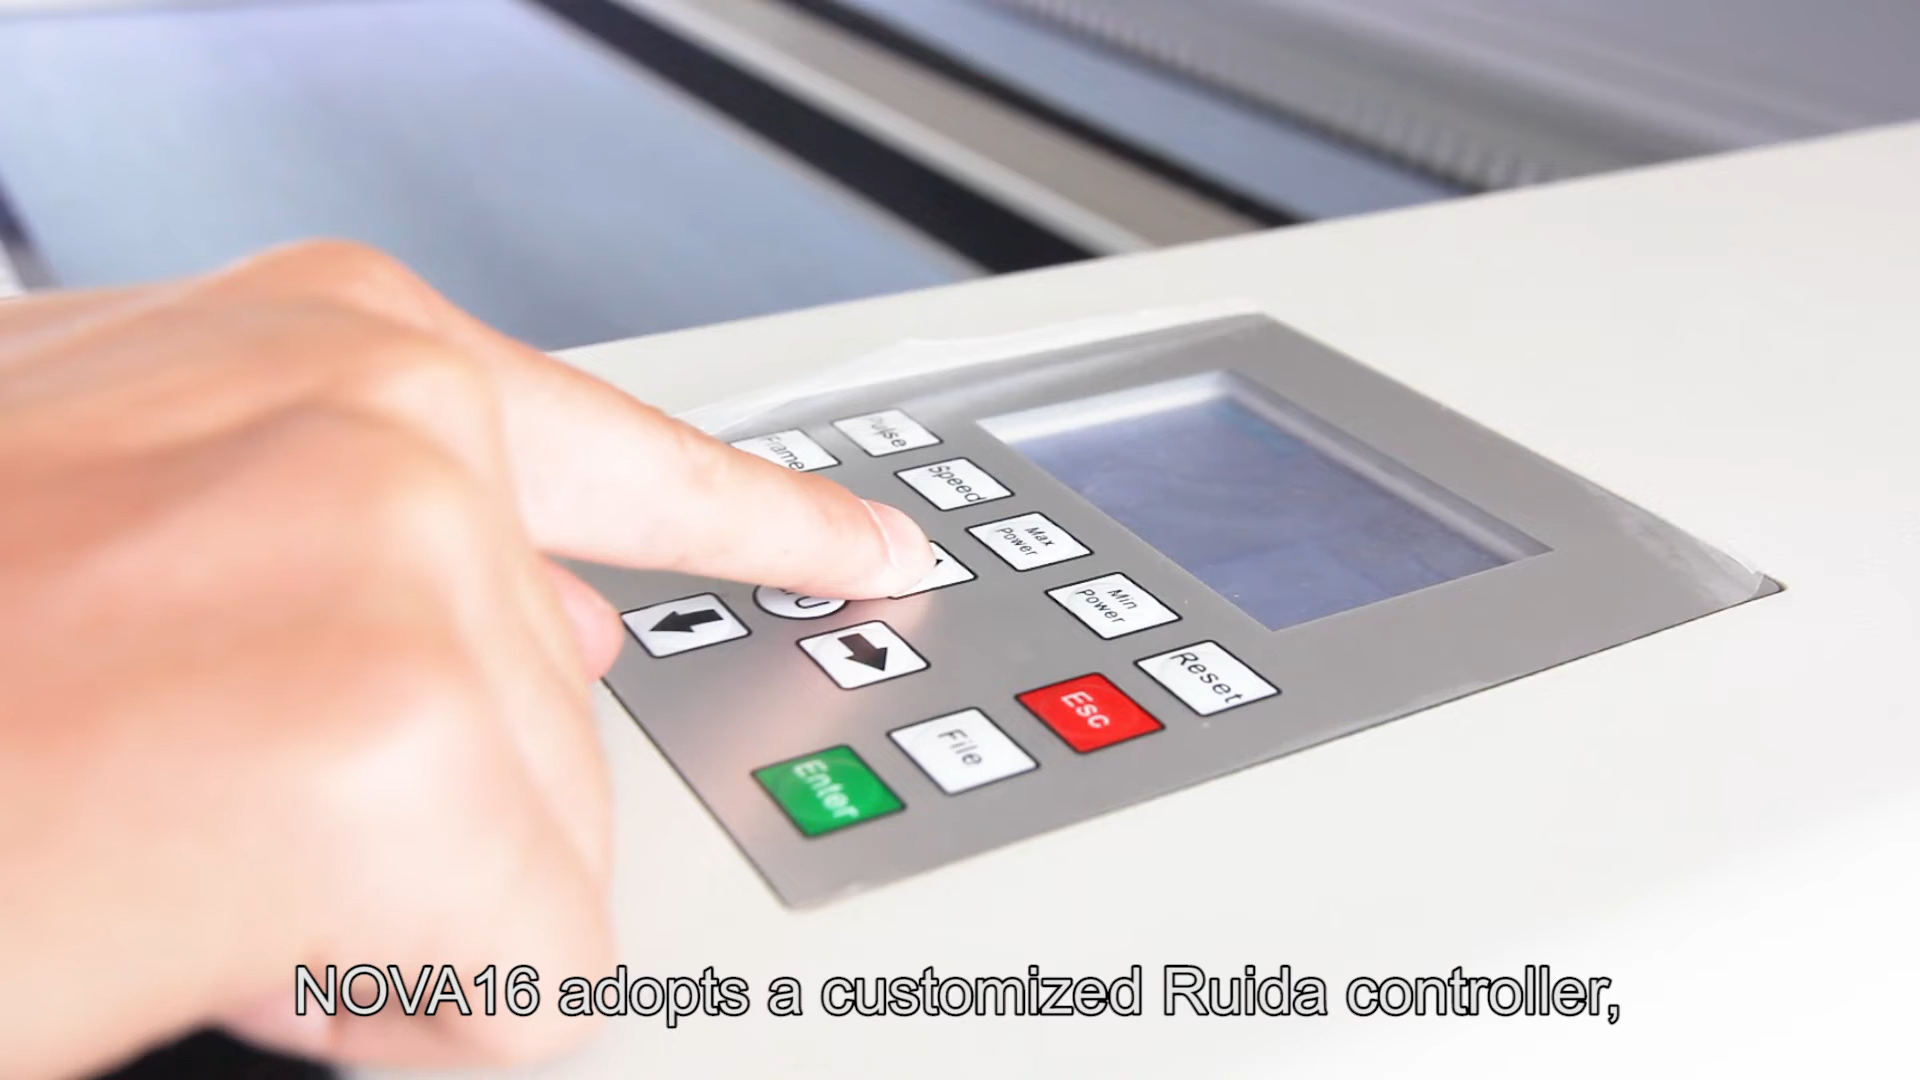 Pulse
Frame
Speed
Max
Power
Min
Power
Reset
Esc
File
Enter
NOVA16 adopts a customized Ruida controller,